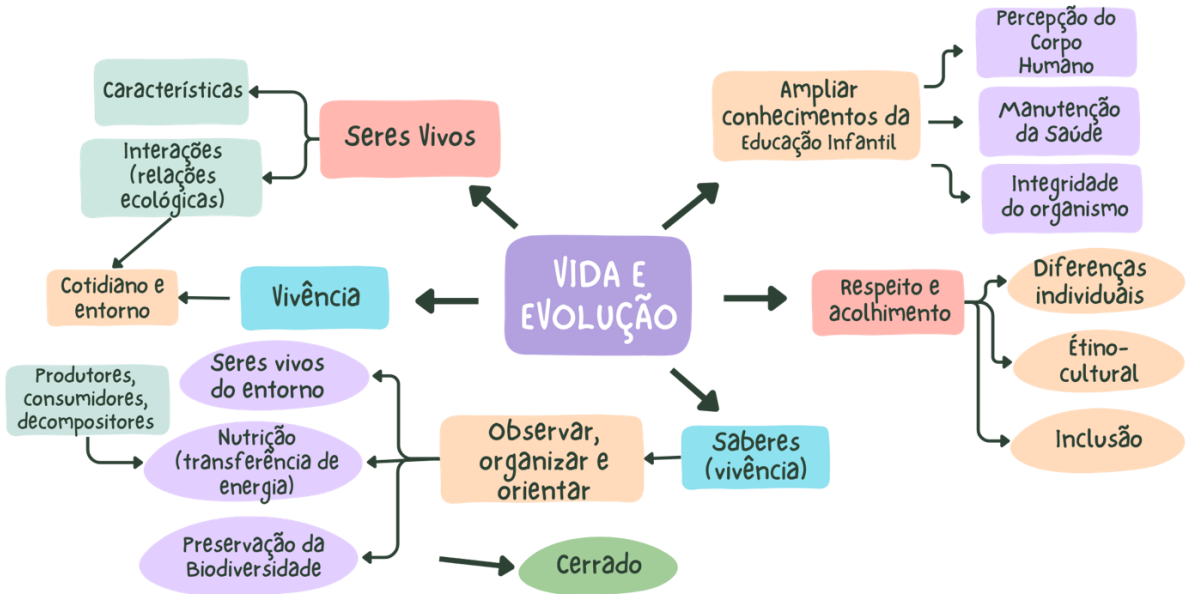 Características
Interações
(relações
ecológicas)
Seres Vivos
Cotidiano e
entorno
Vivência
VIDA E
EVOLUÇÃO
Ampliar
conhecimentos da
Educação Infantil
Percepção do
Corpo
Humano
Manutenção
da Saúde
Integridade
do organismo
Respeito e
acolhimento
Diferenças
individuais
Étino-
cultural
Inclusão
Saberes
(vivência)
Observar,
organizar e
orientar
Seres vivos
do entorno
Produtores,
consumidores,
decompositores
Nutrição
(transferência de
energia)
Preservação da
Biodiversidade
Cerrado